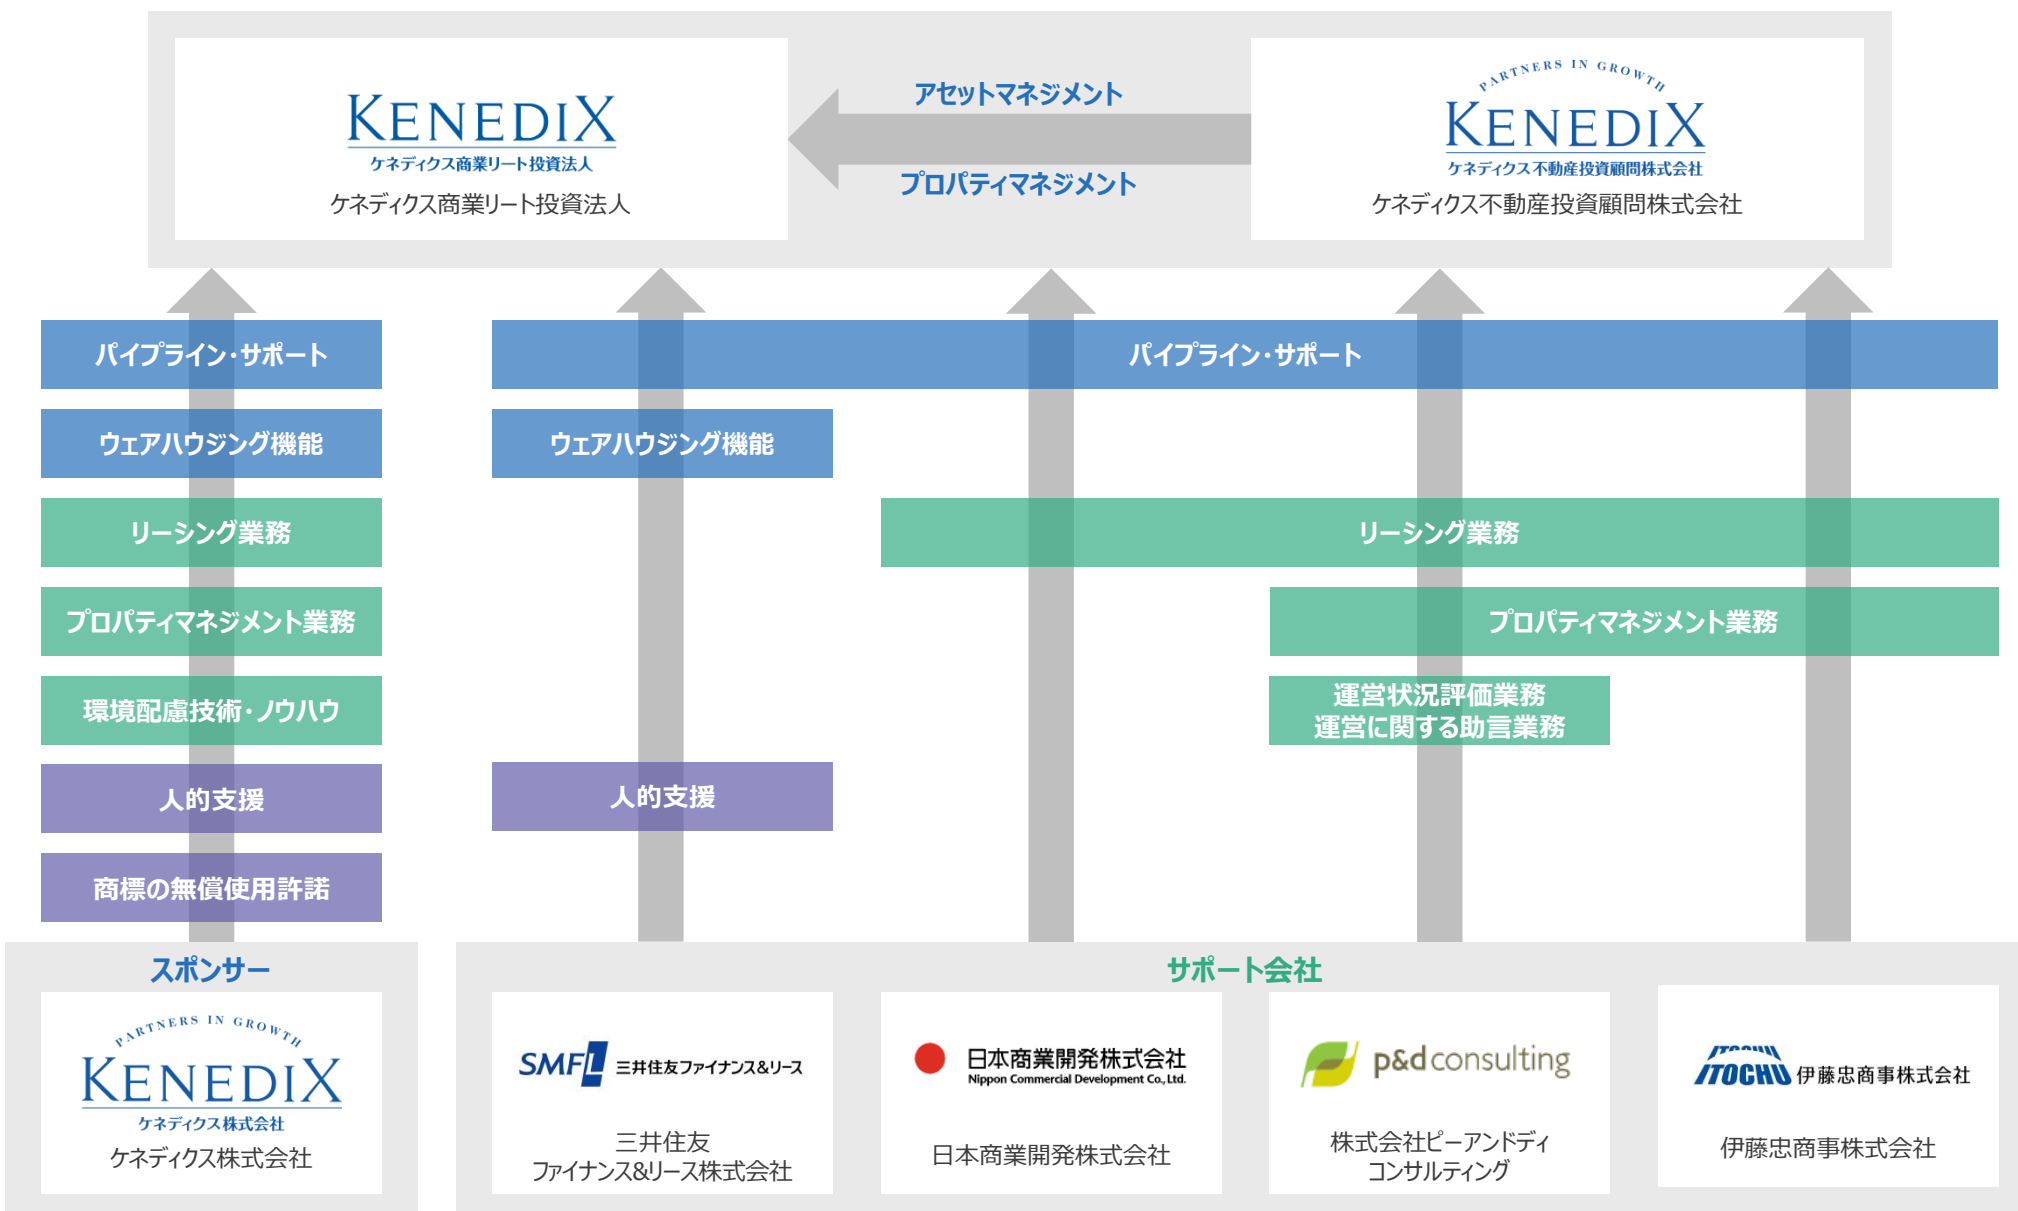 KENEDIX
ケネディクス商業リート投資法人
ケネディクス商業リート投資法人
アセットマネジメント
プロパティマネジメント
PARTNERS IN GROWTH
KENEDIX
ケネディクス不動産投資顧問株式会社
ケネディクス不動産投資顧問株式会社
パイプライン・サポート
パイプライン・サポート
ウェアハウジング機能
ウェアハウジング機能
リーシング業務
リーシング業務
プロパティマネジメント業務
プロパティマネジメント業務
環境配慮技術・ノウハウ
運営状況評価業務
運営に関する助言業務
人的支援
人的支援
商標の無償使用許諾
スポンサー
PARTNERS IN GROWTH
KENEDIX
ケネディクス株式会社
ケネディクス株式会社
サポート会社
SMFL 三井住友ファイナンス&リース
三井住友
ファイナンス&リース株式会社
日本商業開発株式会社
Nippon Commercial Development Co., Ltd.
日本商業開発株式会社
p&d consulting
株式会社ピーアンドディ
コンサルティング
ITOCHU
ITOCHU 伊藤忠商事株式会社
伊藤忠商事株式会社